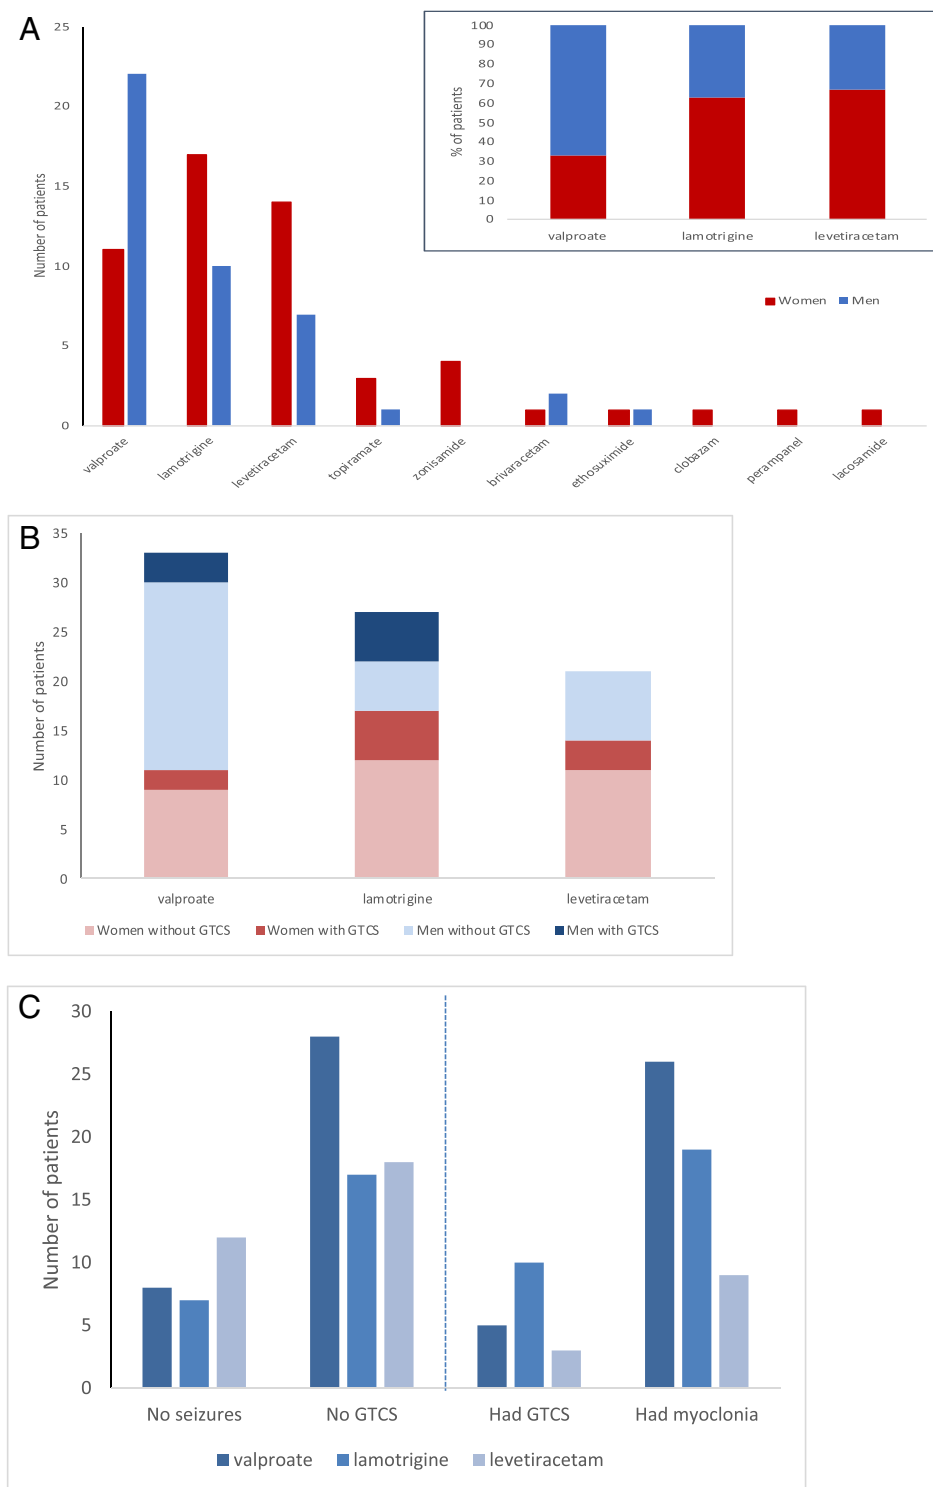 A
25
20
15
10
5
0
Number of patients
valproate
lamotrigine
levetiracetam
topiramate
zonisamide
brivaracetam
ethosuximide
clobazam
perampanel
lacosamide
100
90
80
70
60
50
40
30
20
10
0
% of patients
valproate
lamotrigine
levetiracetam
Women Men
B
35
30
25
20
15
10
5
0
Number of patients
valproate
lamotrigine
levetiracetam
Women without GTCS Women with GTCS Men without GTCS Men with GTCS
C
30
25
20
15
10
5
0
Number of patients
No seizures
No GTCS
Had GTCS
Had myoclonia
valproate lamotrigine levetiracetam